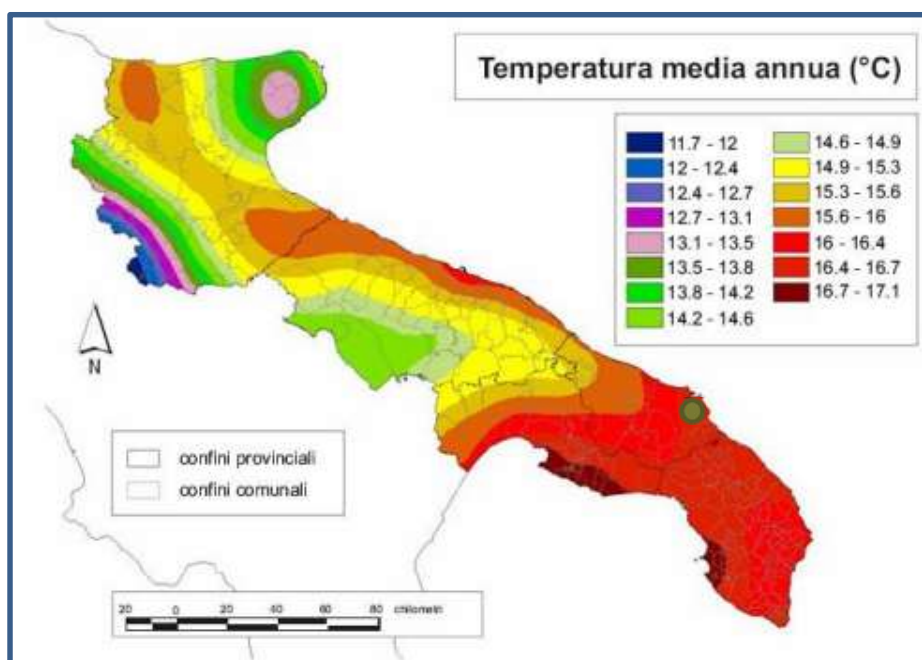 Temperatura media annua (°C)
11.7 - 12
12 - 12.4
12.4 - 12.7
12.7 - 13.1
13.1 - 13.5
13.5 - 13.8
13.8 - 14.2
14.2 - 14.6
14.6 - 14.9
14.9 - 15.3
15.3 - 15.6
15.6 - 16
16 - 16.4
16.4 - 16.7
16.7 - 17.1
N
confini provinciali
confini comunali
20 0 20 40 60 80 chilometri